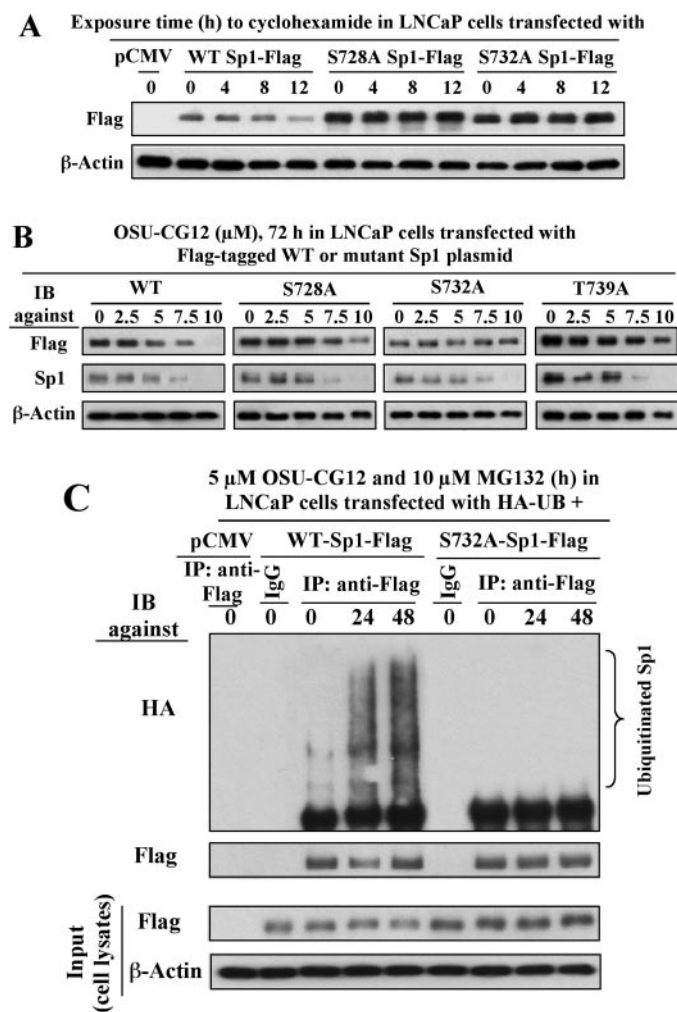 A Exposure time (h) to cyclohexamide in LNCaP cells transfected with
pCMV WT Sp1-Flag S728A Sp1-Flag S732A Sp1-Flag
0 0 4 8 12 0 4 8 12 0 4 8 12
Flag
β-Actin
B OSU-CG12 (μM), 72 h in LNCaP cells transfected with
Flag-tagged WT or mutant Sp1 plasmid
IB against
WT S728A S732A T739A
0 2.5 5 7.5 10 0 2.5 5 7.5 10 0 2.5 5 7.5 10 0 2.5 5 7.5 10
Flag
Sp1
β-Actin
C 5 μM OSU-CG12 and 10 μM MG132 (h) in
LNCaP cells transfected with HA-UB +
pCMV WT-Sp1-Flag S732A-Sp1-Flag
IP: anti-Flag IgG IP: anti-Flag IgG IP: anti-Flag
IB against
0 0 0 24 48 0 0 24 48
HA
Ubiquitinated Sp1
Flag
Input (cell lysates)
Flag
β-Actin